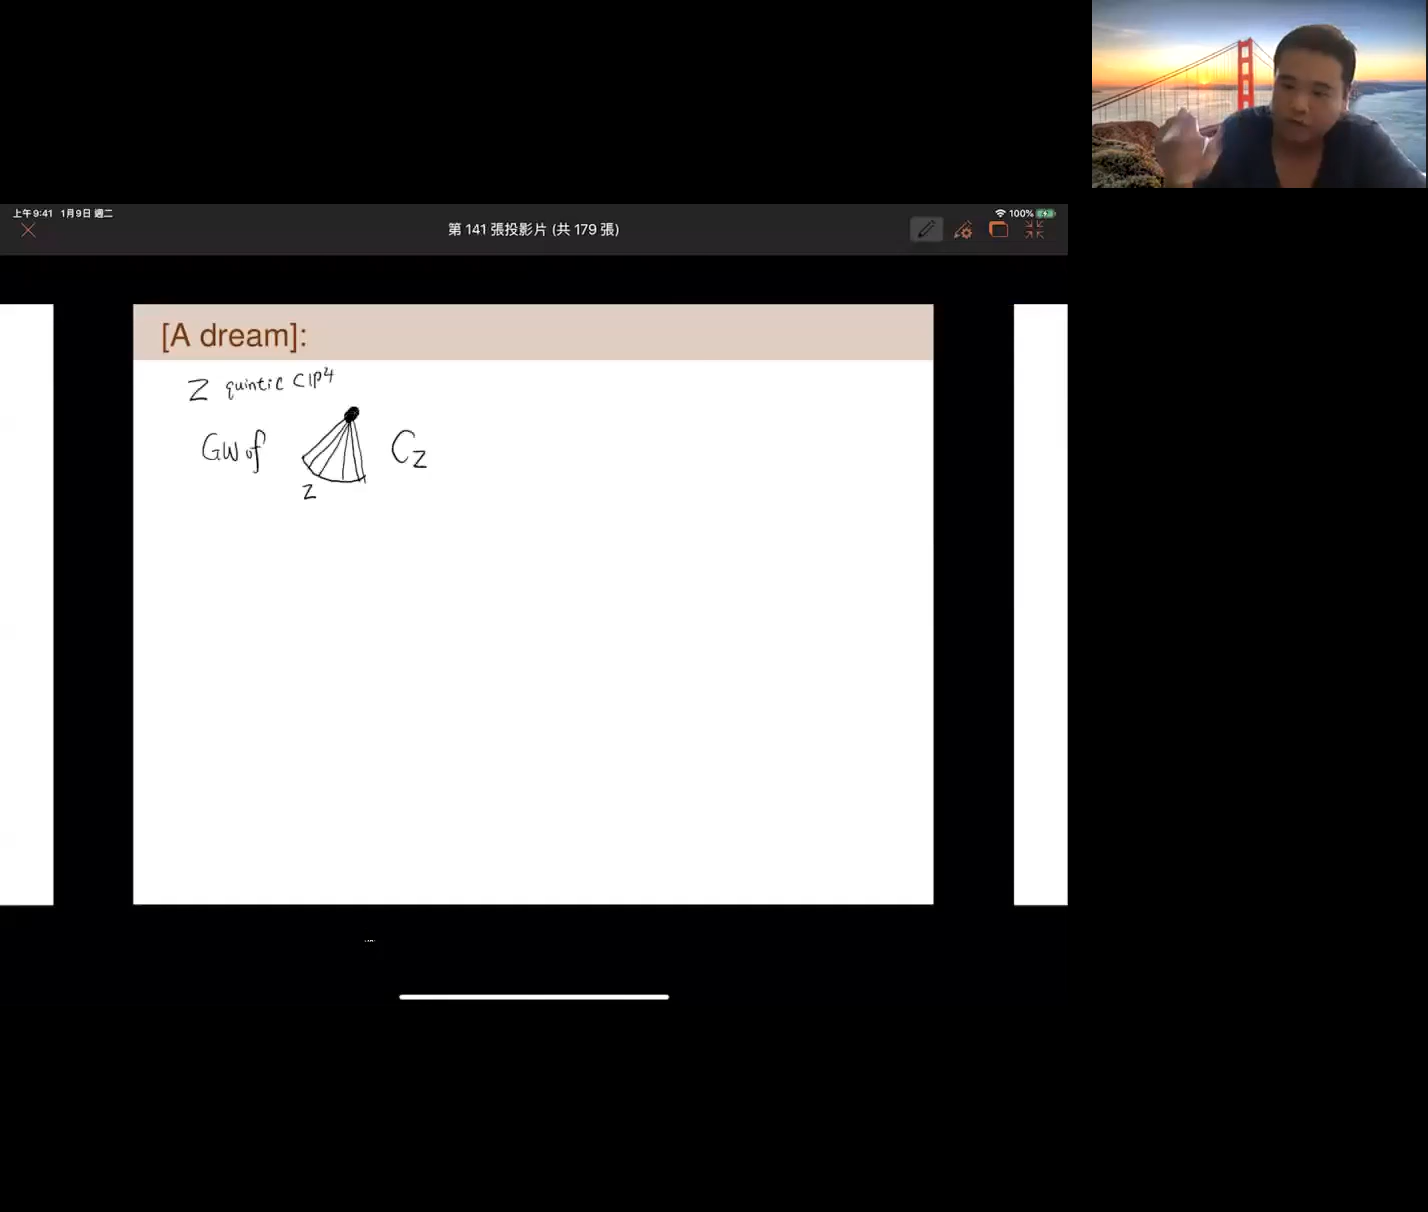 上午9:41 1月9日 週二
100%
第 141 張投影片 (共 179 張)
[A dream]:
Z quintic ⊂ IP⁴
GW of C_Z
Z